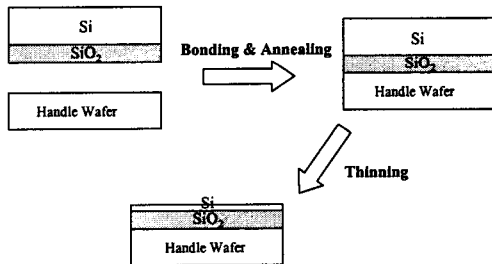 Si
SiO₂
Handle Wafer
Bonding & Annealing
Si
SiO₂
Handle Wafer
Thinning
Si
SiO₂
Handle Wafer